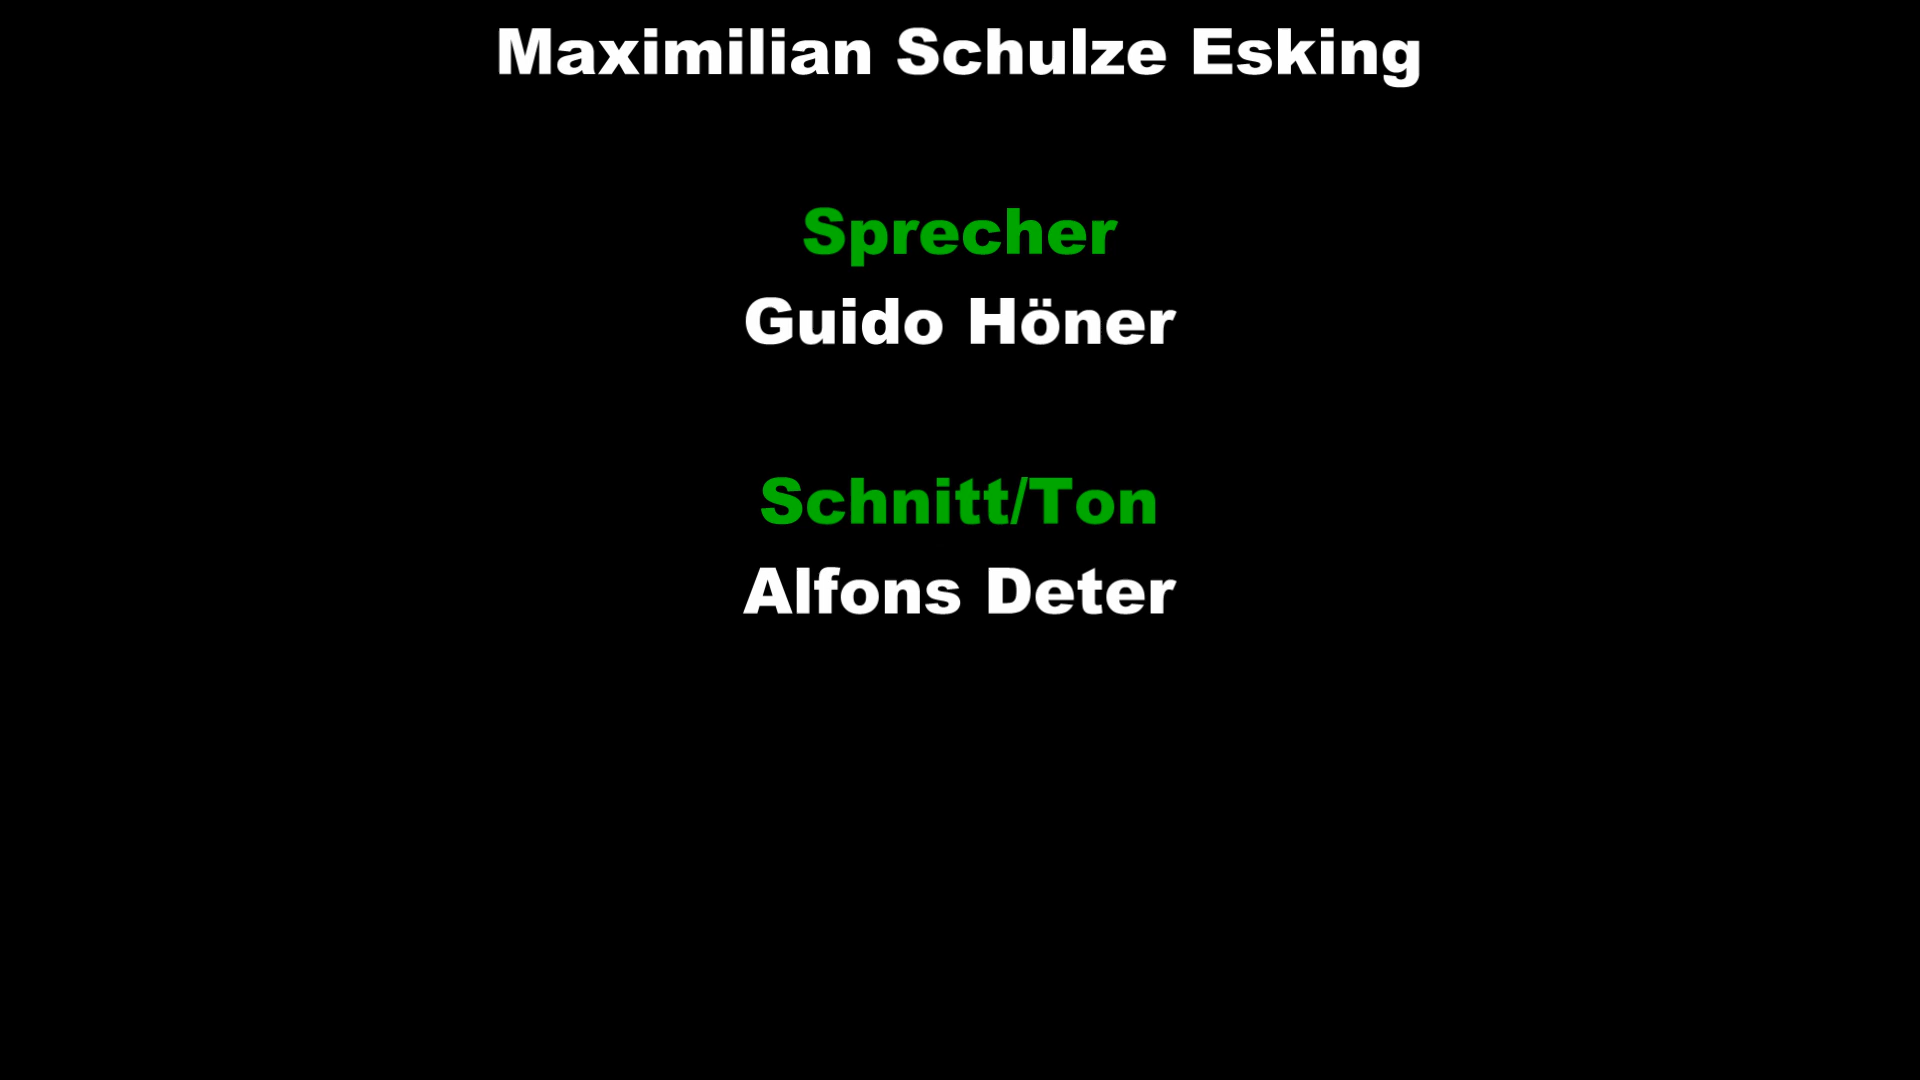 Maximilian Schulze Esking
Sprecher
Guido Höner
Schnitt/Ton
Alfons Deter